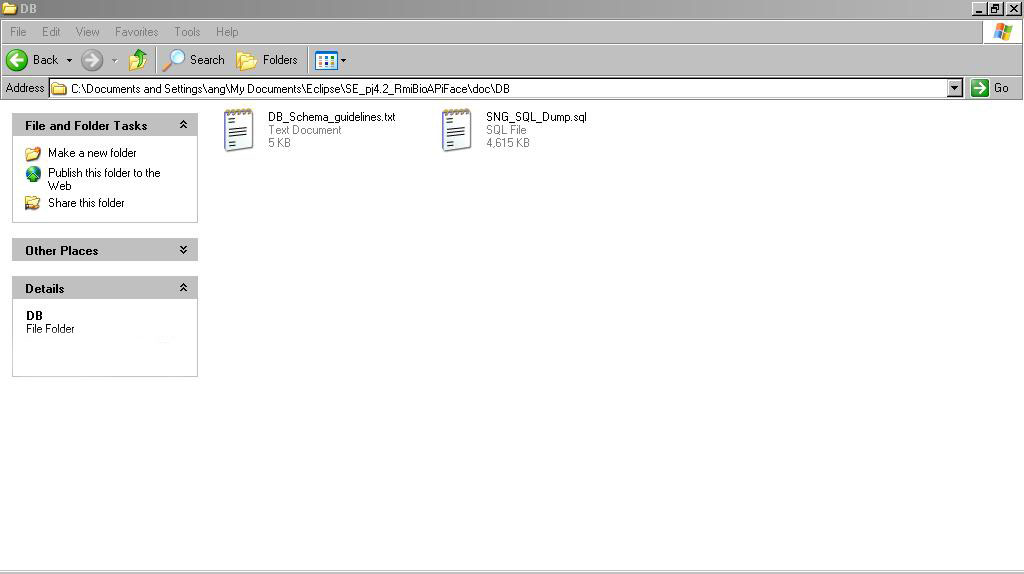 DB
File Edit View Favorites Tools Help
Back Search Folders
Address C:\Documents and Settings\ang\My Documents\Eclipse\SE_pj4.2_RmiBioAPiFace\doc\DB Go
File and Folder Tasks
Make a new folder
Publish this folder to the
Web
Share this folder
Other Places
Details
DB
File Folder
DB_Schema_guidelines.txt
Text Document
5 KB
SNG_SQL_Dump.sql
SQL File
4,615 KB